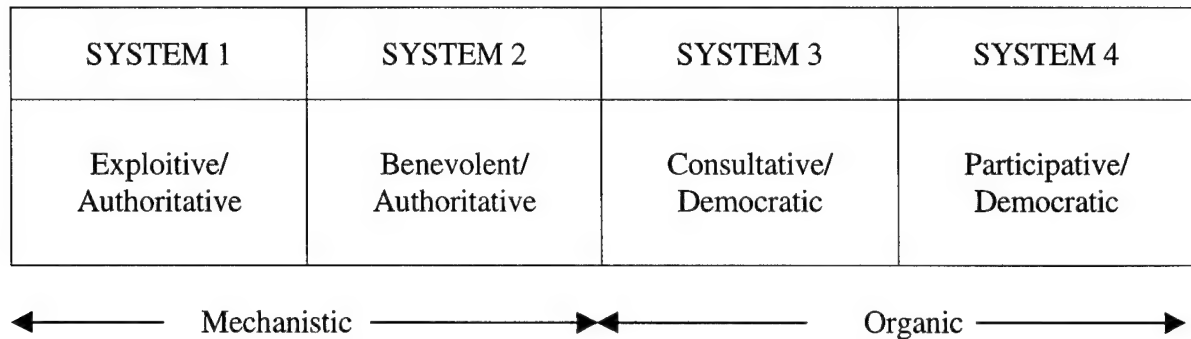 SYSTEM 1 SYSTEM 2 SYSTEM 3 SYSTEM 4
Exploitive/ Benevolent/ Consultative/ Participative/
Authoritative Authoritative Democratic Democratic
Mechanistic Organic